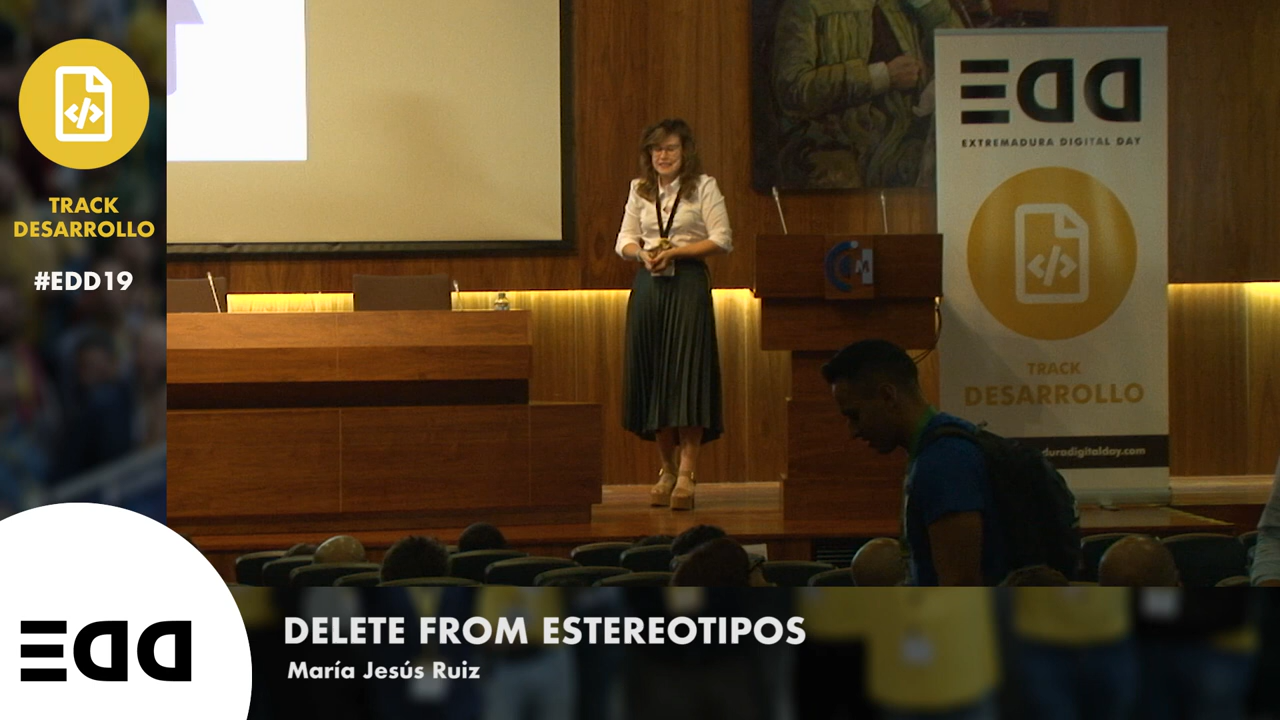 TRACK
DESARROLLO
#EDD19
EDD
EXTREMADURA DIGITAL DAY
TRACK
DESARROLLO
duradigitalday.com
EDD
DELETE FROM ESTEREOTIPOS
María Jesús Ruiz